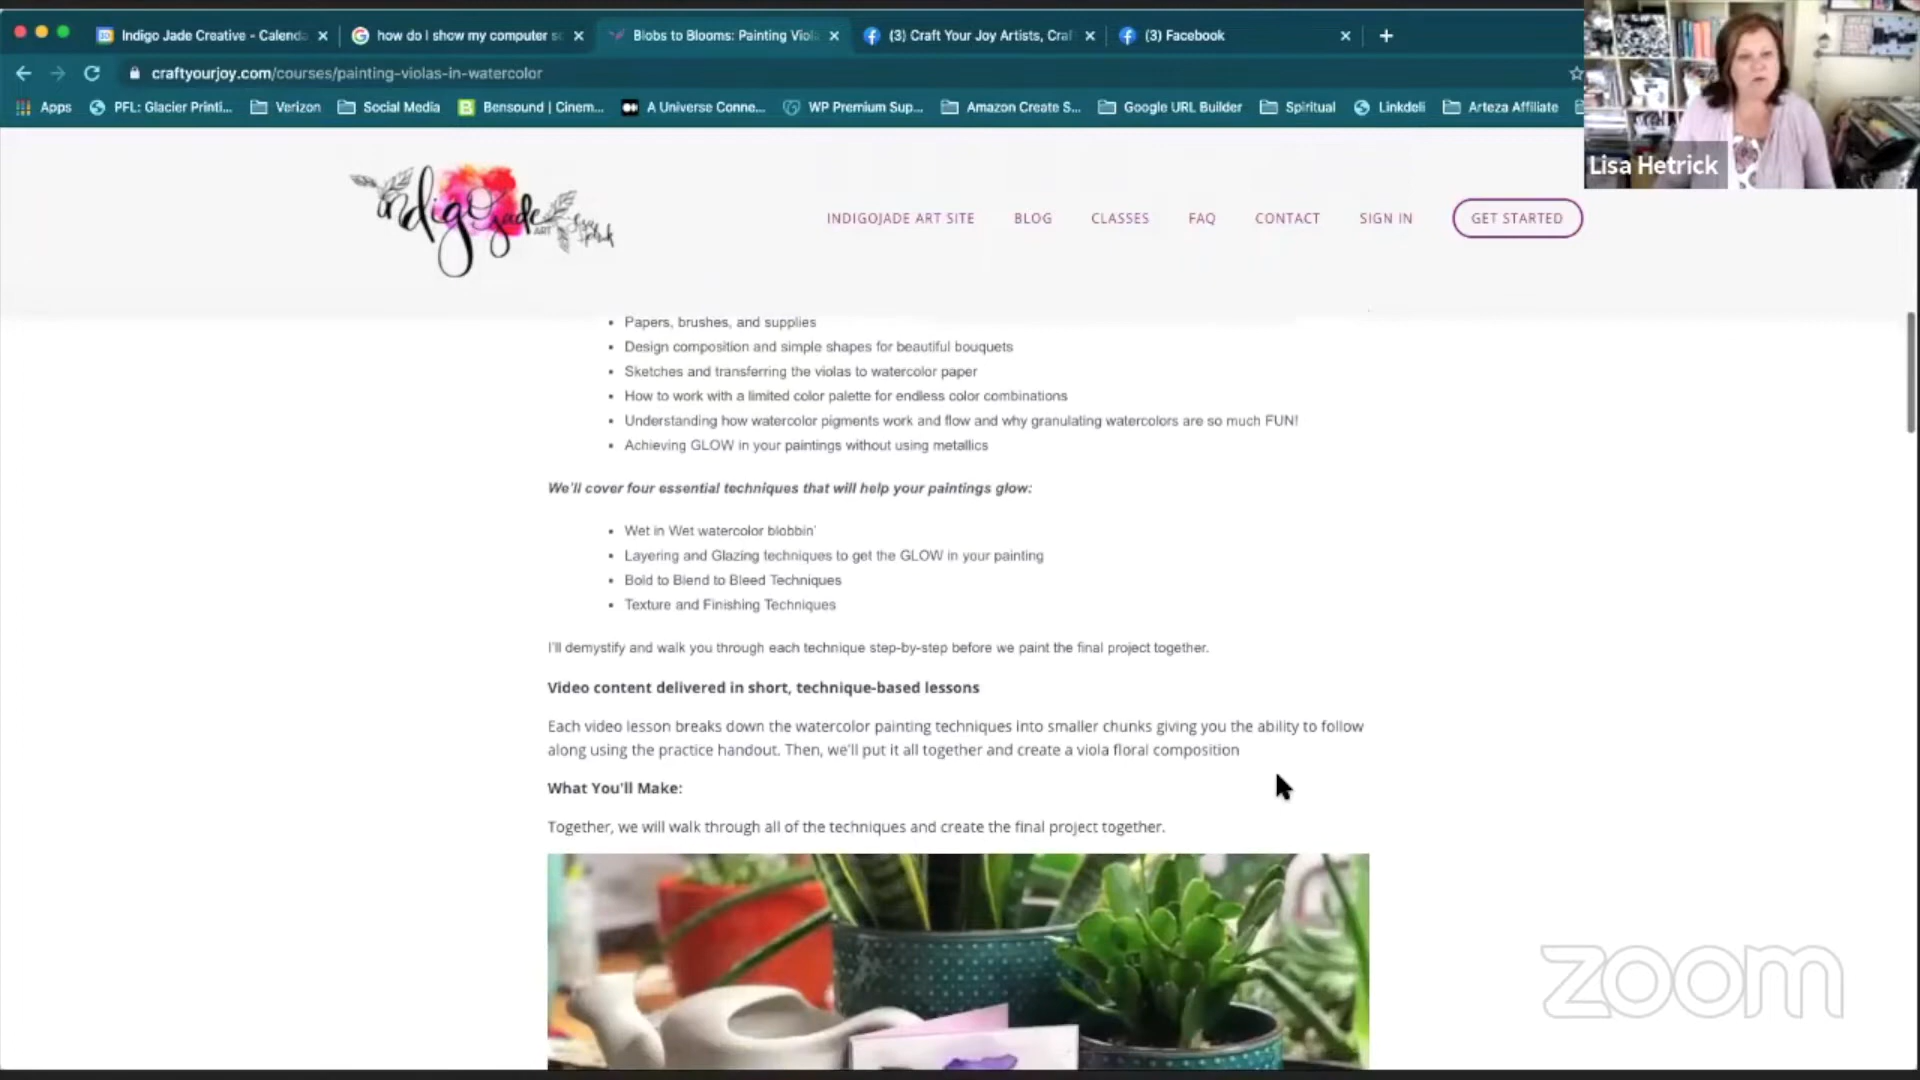 Indigo Jade Creative - Calenda
how do I show my computer s
Blobs to Blooms: Painting Viol
(3) Craft Your Joy Artists, Craf
(3) Facebook
craftyourjoy.com/courses/painting-violas-in-watercolor
Apps
PFL: Glacier Printi...
Verizon
Social Media
Bensound | Cinem...
A Universe Conne...
WP Premium Sup...
Amazon Create S...
Google URL Builder
Spiritual
Linkdeli
Arteza Affiliate
Lisa Hetrick
indigojade
ART
INDIGOJADE ART SITE
BLOG
CLASSES
FAQ
CONTACT
SIGN IN
GET STARTED
• Papers, brushes, and supplies
• Design composition and simple shapes for beautiful bouquets
• Sketches and transferring the violas to watercolor paper
• How to work with a limited color palette for endless color combinations
• Understanding how watercolor pigments work and flow and why granulating watercolors are so much FUN!
• Achieving GLOW in your paintings without using metallics
We'll cover four essential techniques that will help your paintings glow:
• Wet in Wet watercolor blobbin'
• Layering and Glazing techniques to get the GLOW in your painting
• Bold to Blend to Bleed Techniques
• Texture and Finishing Techniques
I'll demystify and walk you through each technique step-by-step before we paint the final project together.
Video content delivered in short, technique-based lessons
Each video lesson breaks down the watercolor painting techniques into smaller chunks giving you the ability to follow
along using the practice handout. Then, we'll put it all together and create a viola floral composition
What You'll Make:
Together, we will walk through all of the techniques and create the final project together.
zoom